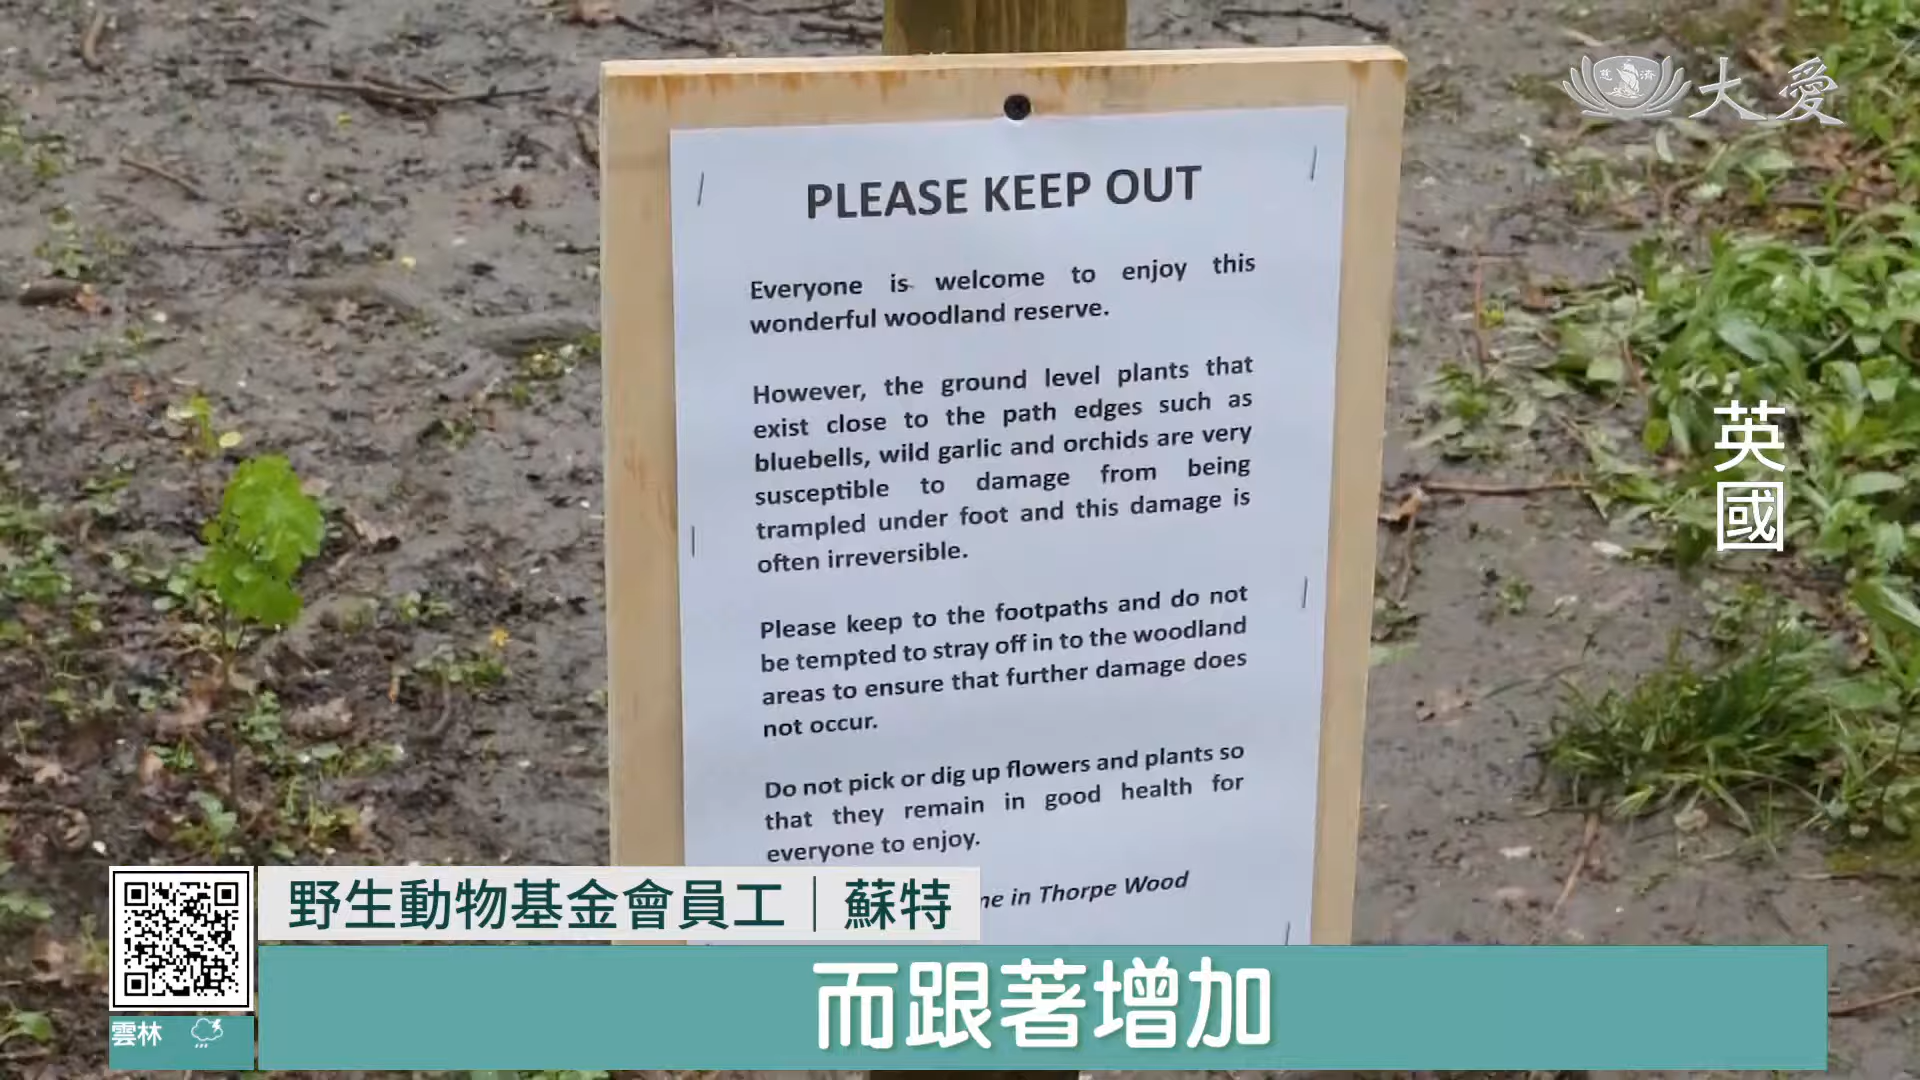 慈濟
大愛
PLEASE KEEP OUT
Everyone is welcome to enjoy this
wonderful woodland reserve.
However, the ground level plants that
exist close to the path edges such as
bluebells, wild garlic and orchids are very
susceptible to damage from being
trampled under foot and this damage is
often irreversible.
Please keep to the footpaths and do not
be tempted to stray off in to the woodland
areas to ensure that further damage does
not occur.
Do not pick or dig up flowers and plants so
that they remain in good health for
everyone to enjoy.
in Thorpe Wood
英國
野生動物基金會員工｜蘇特
而跟著增加
雲林